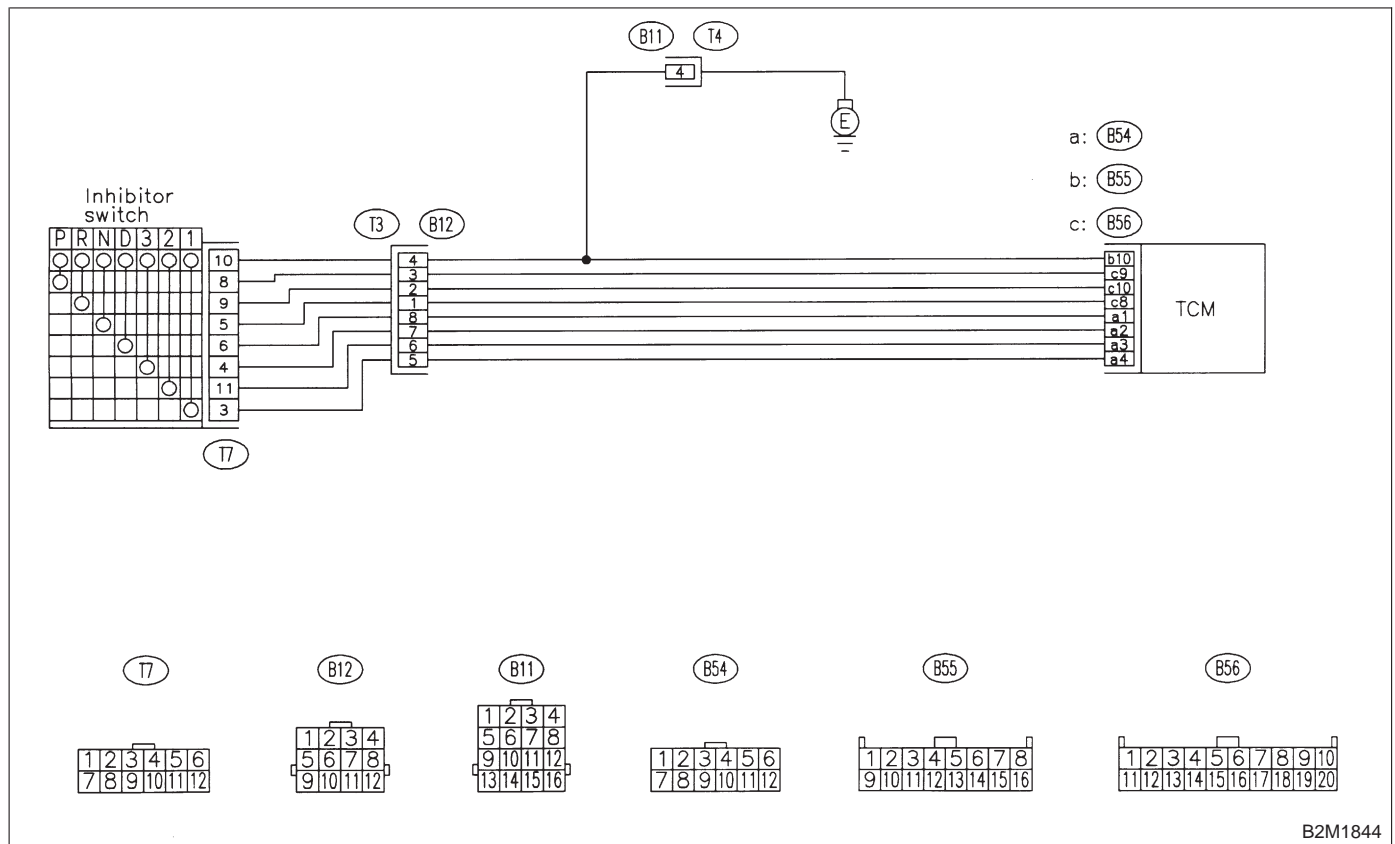 B11 T4
4
E
a: B54
b: B55
c: B56
Inhibitor
switch
P R N D 3 2 1
T3 B12
10 4 b10
8 3 c9
9 2 c10
5 1 c8
6 8 a1
4 7 a2
11 6 a3
3 5 a4
TCM
T7
T7 B12 B11 B54 B55 B56
1 2 3 4 5 6
7 8 9 10 11 12
1 2 3 4
5 6 7 8
9 10 11 12
1 2 3 4
5 6 7 8
9 10 11 12
13 14 15 16
1 2 3 4 5 6
7 8 9 10 11 12
1 2 3 4 5 6 7 8
9 10 11 12 13 14 15 16
1 2 3 4 5 6 7 8 9 10
11 12 13 14 15 16 17 18 19 20
B2M1844